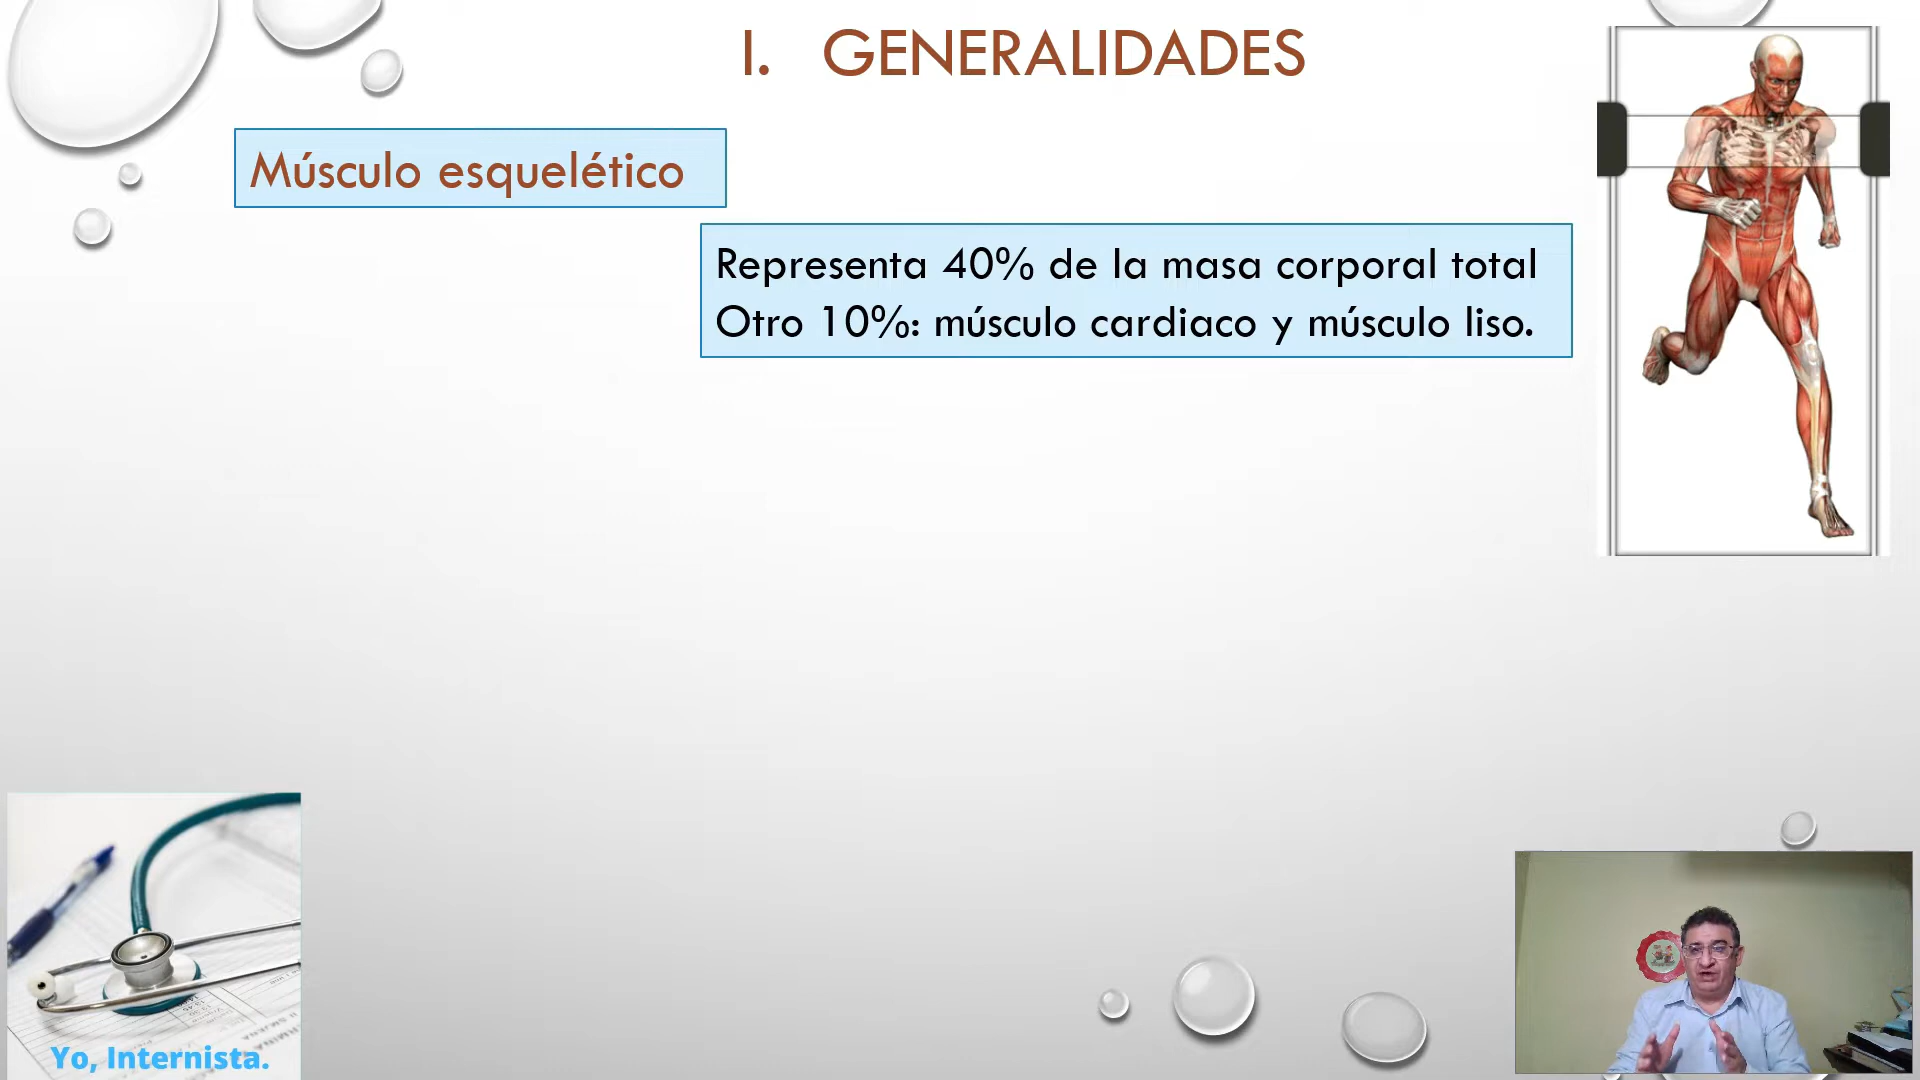 I. GENERALIDADES
Músculo esquelético
Representa 40% de la masa corporal total
Otro 10%: músculo cardiaco y músculo liso.
Yo, Internista.